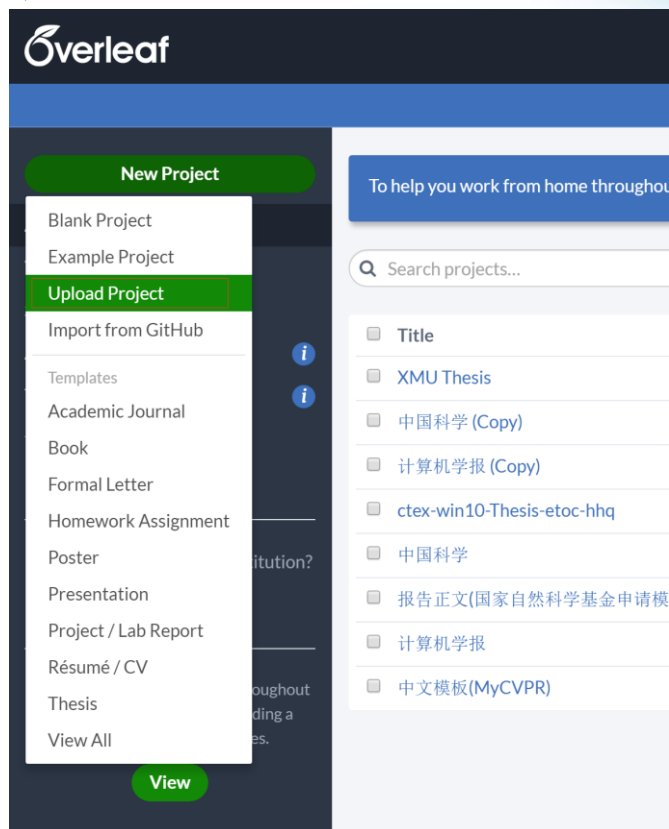 Overleaf
New Project
Blank Project
Example Project
Upload Project
Import from GitHub
Templates
Academic Journal
Book
Formal Letter
Homework Assignment
Poster
Presentation
Project / Lab Report
Résumé / CV
Thesis
View All
itution?
oughout
ding a
es.
View
To help you work from home throughou
Search projects...
Title
XMU Thesis
中国科学 (Copy)
计算机学报 (Copy)
ctex-win10-Thesis-etoc-hhq
中国科学
报告正文(国家自然科学基金申请模
计算机学报
中文模板(MyCVPR)